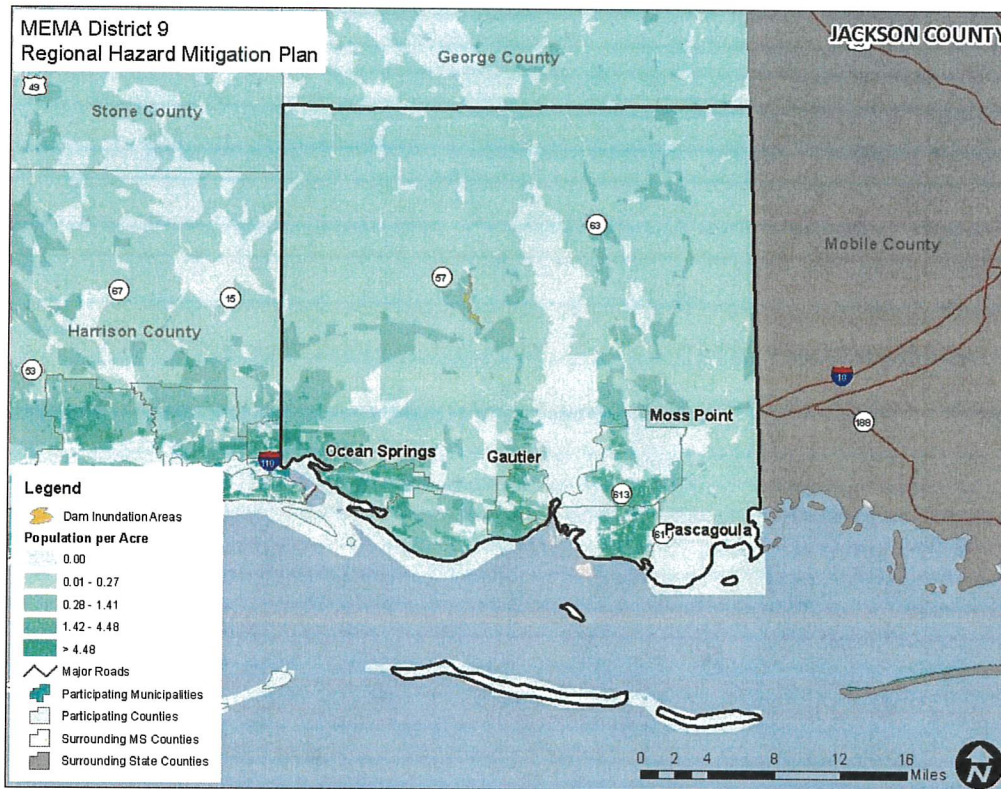 MEMA District 9
Regional Hazard Mitigation Plan
JACKSON COUNTY
George County
49
Stone County
63
Mobile County
57
67
15
Harrison County
53
10
Moss Point
188
Ocean Springs
Gautier
110
613
611
Pascagoula
Legend
Dam Inundation Areas
Population per Acre
0.00
0.01 - 0.27
0.28 - 1.41
1.42 - 4.48
> 4.48
Major Roads
Participating Municipalities
Participating Counties
Surrounding MS Counties
Surrounding State Counties
0 1 2 4 8 12 16
Miles
N